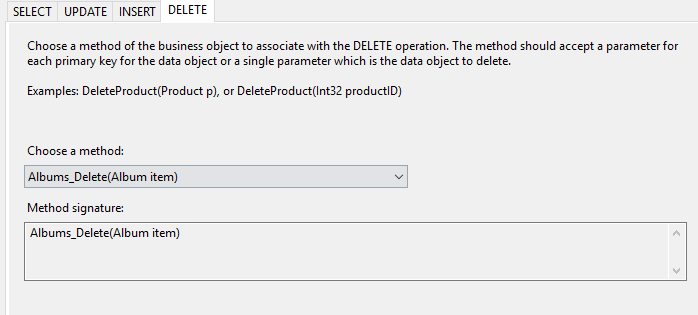 SELECT UPDATE INSERT DELETE
Choose a method of the business object to associate with the DELETE operation. The method should accept a parameter for
each primary key for the data object or a single parameter which is the data object to delete.
Examples: DeleteProduct(Product p), or DeleteProduct(Int32 productID)
Choose a method:
Albums_Delete(Album item)
Method signature:
Albums_Delete(Album item)